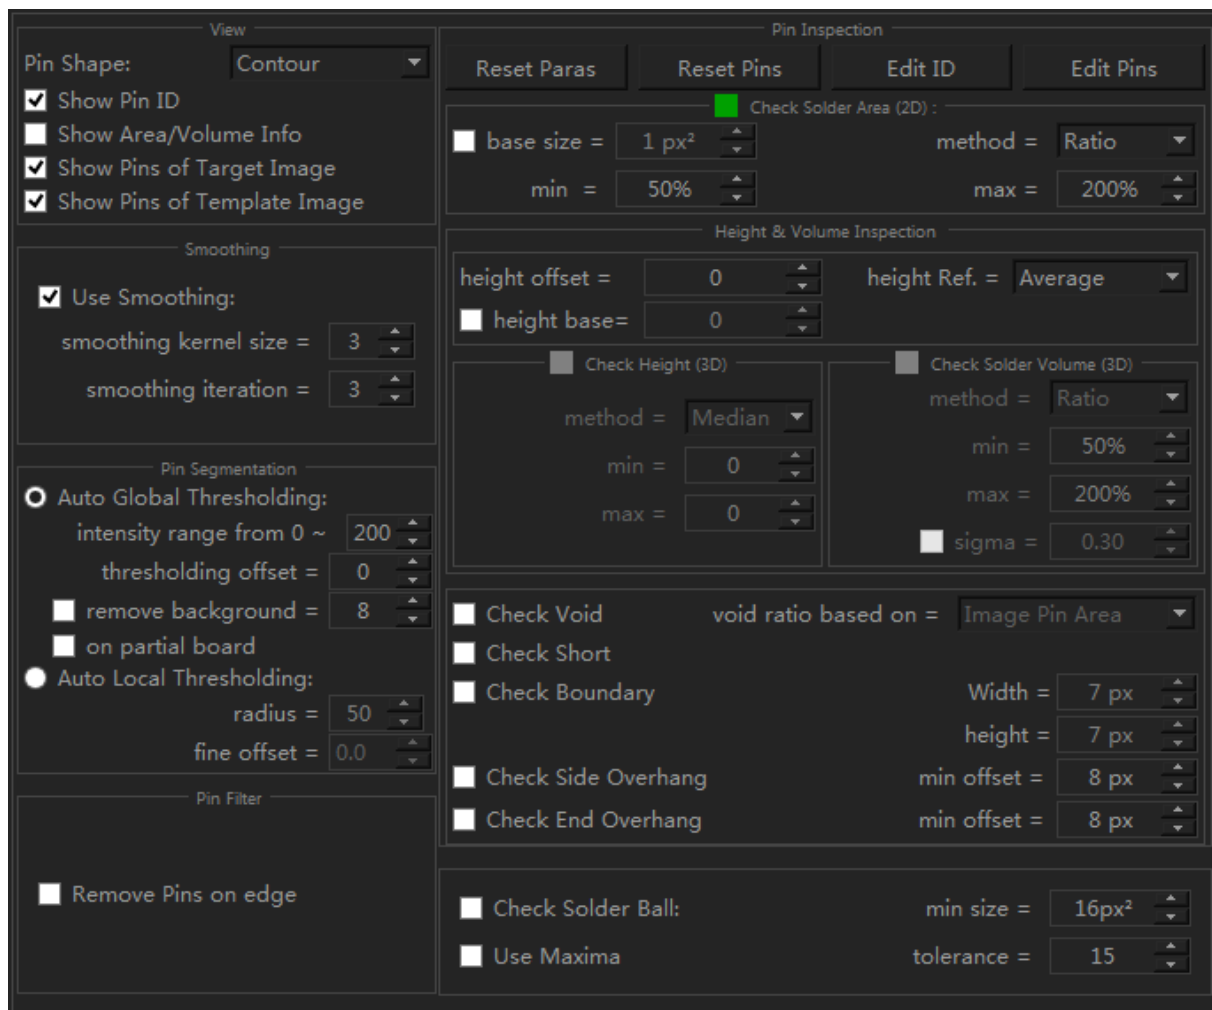 View
Pin Shape: Contour
Show Pin ID
Show Area/Volume Info
Show Pins of Target Image
Show Pins of Template Image
Smoothing
Use Smoothing:
smoothing kernel size = 3
smoothing iteration = 3
Pin Segmentation
Auto Global Thresholding:
intensity range from 0 ~ 200
thresholding offset = 0
remove background = 8
on partial board
Auto Local Thresholding:
radius = 50
fine offset = 0.0
Pin Filter
Remove Pins on edge
Pin Inspection
Reset Paras Reset Pins Edit ID Edit Pins
Check Solder Area (2D) :
base size = 1 px² method = Ratio
min = 50% max = 200%
Height & Volume Inspection
height offset = 0 height Ref. = Average
height base= 0
Check Height (3D)
method = Median
min = 0
max = 0
Check Solder Volume (3D)
method = Ratio
min = 50%
max = 200%
sigma = 0.30
Check Void void ratio based on = Image Pin Area
Check Short
Check Boundary Width = 7 px
height = 7 px
Check Side Overhang min offset = 8 px
Check End Overhang min offset = 8 px
Check Solder Ball: min size = 16px²
Use Maxima tolerance = 15